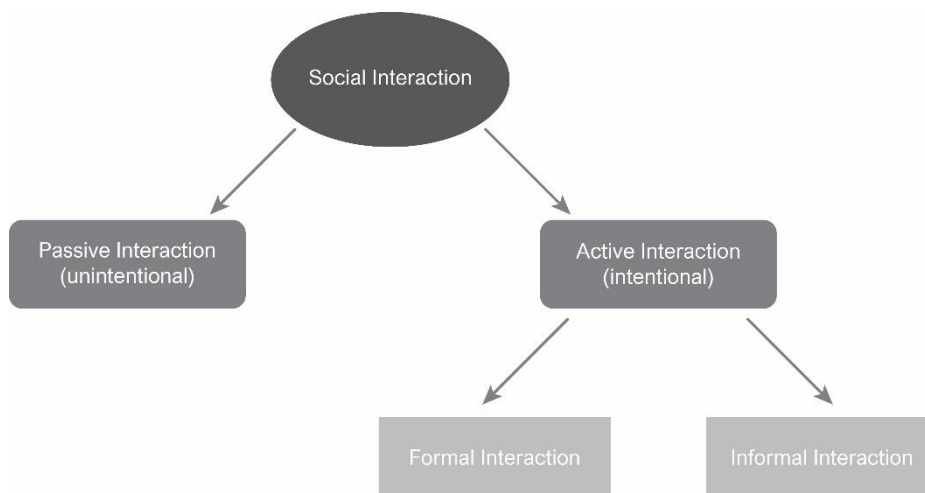 Social Interaction
Passive Interaction
(unintentional)
Active Interaction
(intentional)
Formal Interaction
Informal Interaction